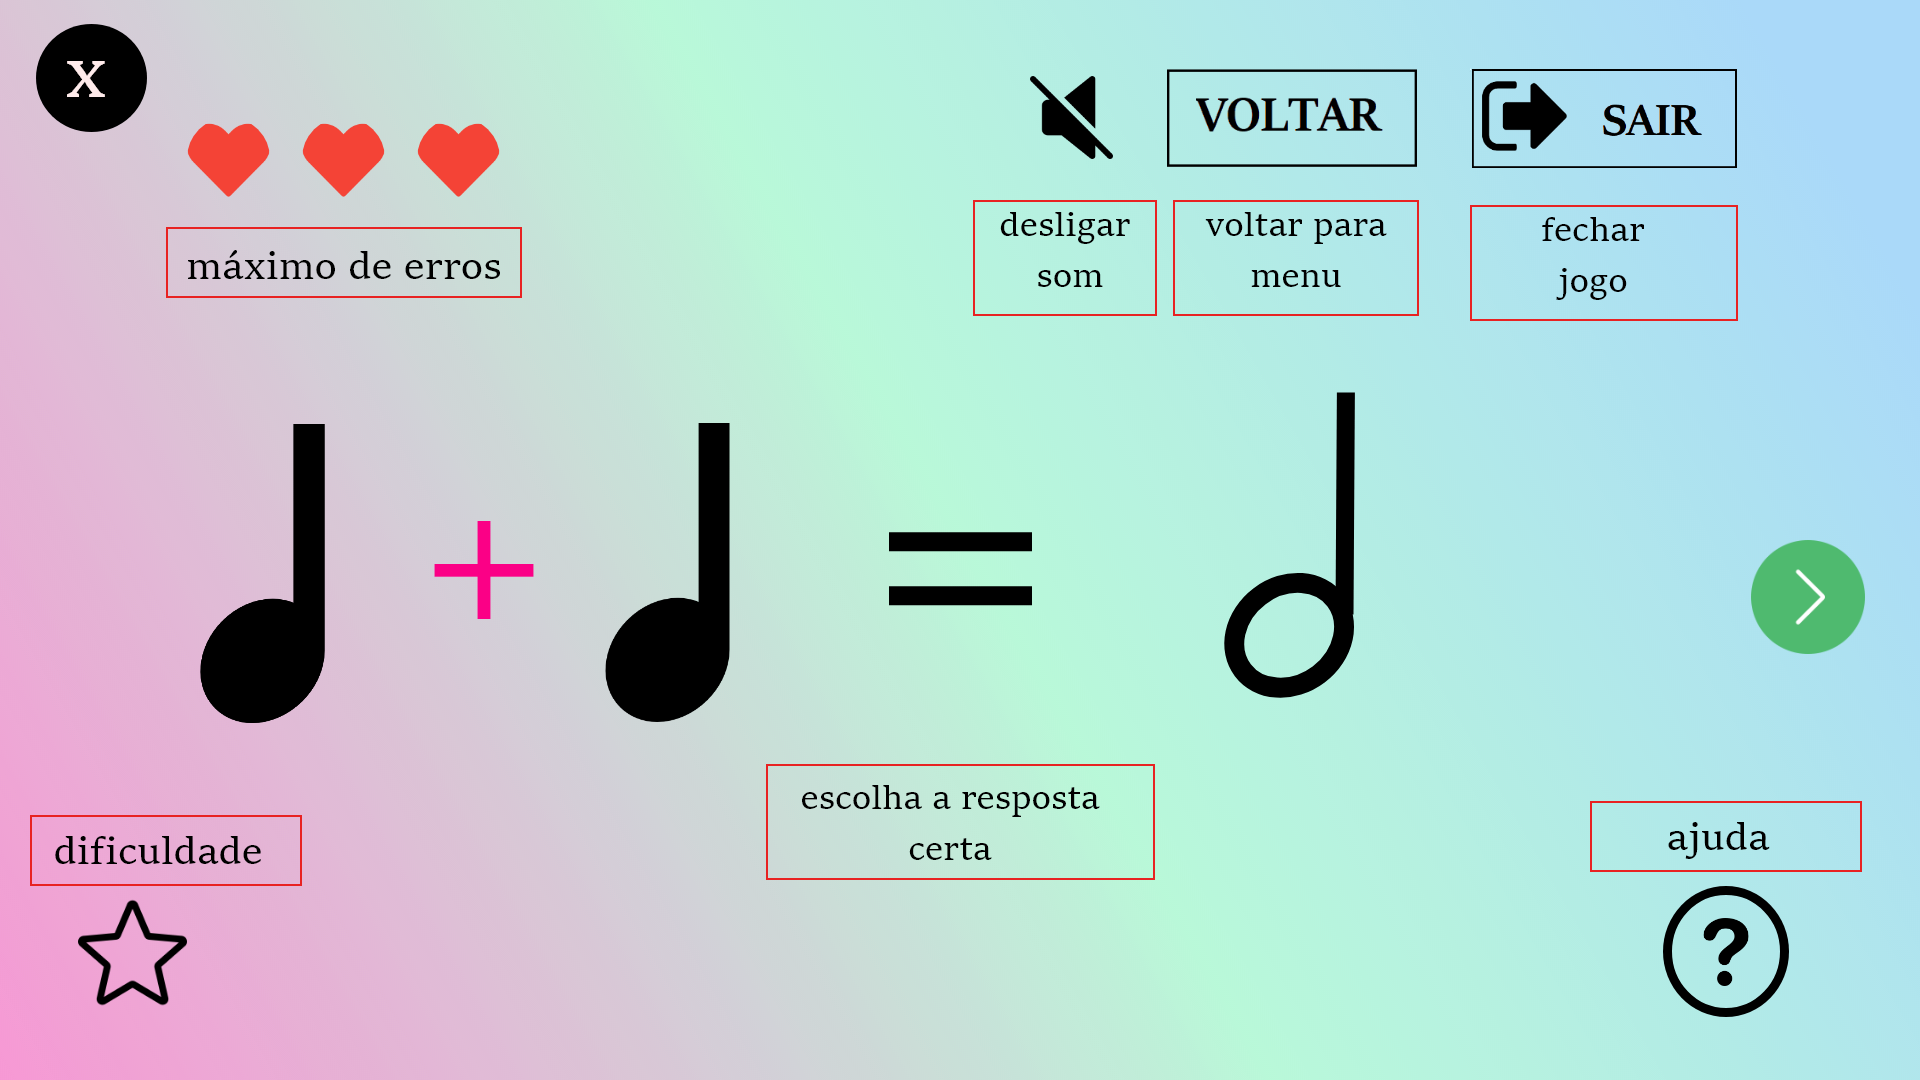 X
VOLTAR
SAIR
máximo de erros
desligar
som
voltar para
menu
fechar
jogo
+
=
escolha a resposta
certa
dificuldade
ajuda
?